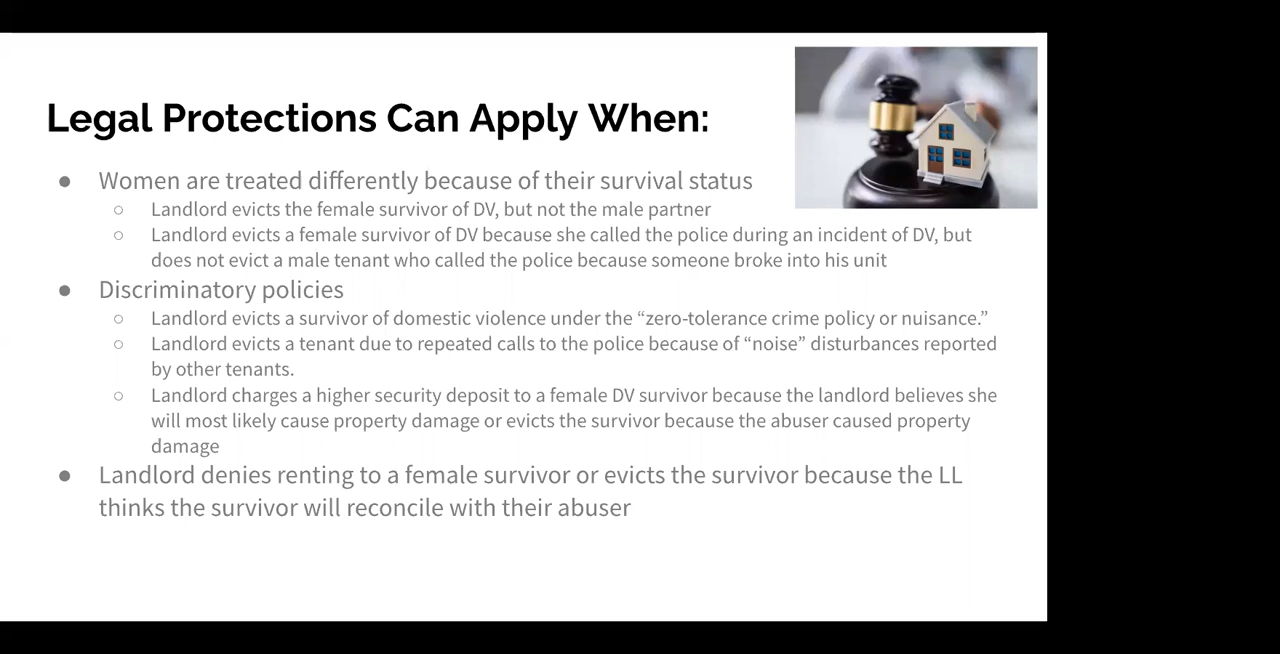 Legal Protections Can Apply When:
● Women are treated differently because of their survival status
○ Landlord evicts the female survivor of DV, but not the male partner
○ Landlord evicts a female survivor of DV because she called the police during an incident of DV, but
does not evict a male tenant who called the police because someone broke into his unit
● Discriminatory policies
○ Landlord evicts a survivor of domestic violence under the “zero-tolerance crime policy or nuisance.”
○ Landlord evicts a tenant due to repeated calls to the police because of “noise” disturbances reported
by other tenants.
○ Landlord charges a higher security deposit to a female DV survivor because the landlord believes she
will most likely cause property damage or evicts the survivor because the abuser caused property
damage
● Landlord denies renting to a female survivor or evicts the survivor because the LL
thinks the survivor will reconcile with their abuser